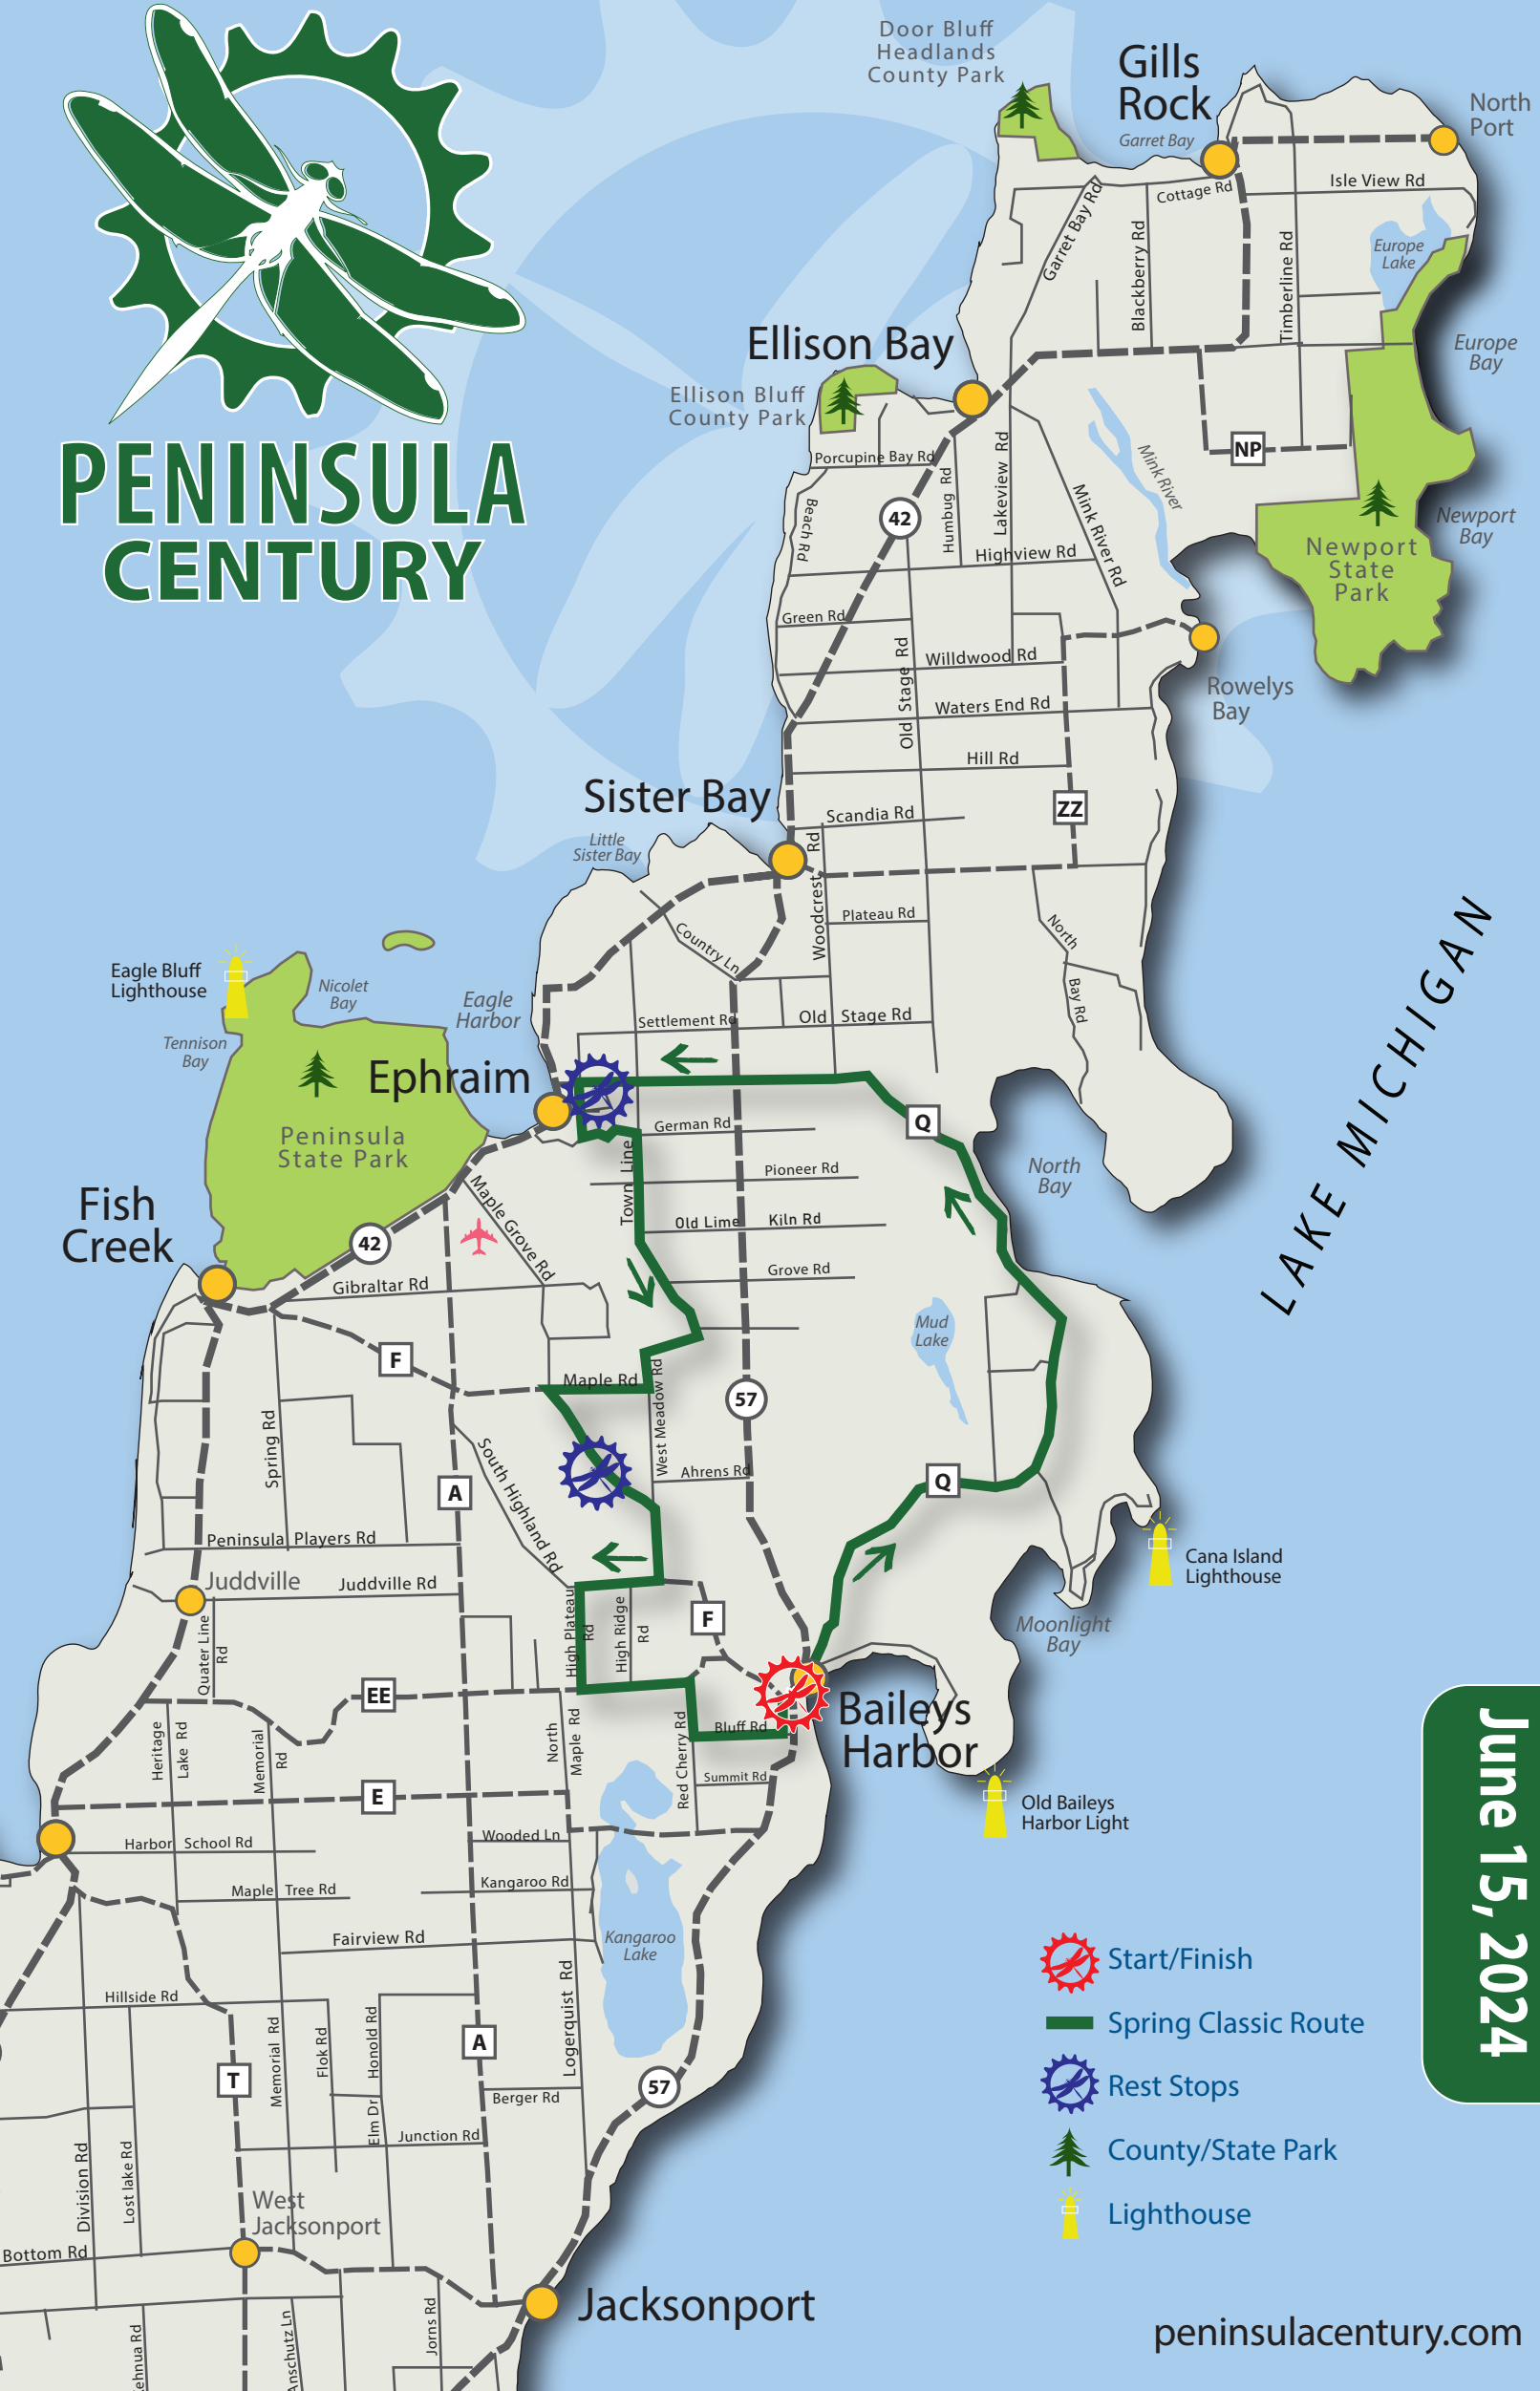 Door Bluff
Headlands
County Park
Gills
Rock
Garret Bay
North
Port
Cottage Rd
Isle View Rd
Garret Bay Rd
Blackberry Rd
Timberline Rd
Europe
Lake
Europe
Bay
Ellison Bay
Ellison Bluff
County Park
PENINSULA
CENTURY
Porcupine Bay Rd
NP
Mink River
Beach Rd
42
Humbug Rd
Lakeview Rd
Mink River Rd
Highview Rd
Newport
Bay
Newport
State
Park
Green Rd
Old Stage Rd
Willdwood Rd
Rowelys
Bay
Waters End Rd
Hill Rd
Sister Bay
ZZ
Scandia Rd
Little
Sister Bay
Woodcrest Rd
Plateau Rd
Country Ln
North Bay Rd
LAKE MICHIGAN
Eagle Bluff
Lighthouse
Nicolet
Bay
Eagle
Harbor
Tennison
Bay
Settlement Rd
Old Stage Rd
Ephraim
Q
Peninsula
State Park
German Rd
Town Line
Pioneer Rd
North
Bay
Fish
Creek
42
Maple Grove Rd
Old Lime Kiln Rd
Gibraltar Rd
Grove Rd
Mud
Lake
F
Maple Rd
West Meadow Rd
57
Spring Rd
South Highland Rd
A
Ahrens Rd
Q
Peninsula Players Rd
Cana Island
Lighthouse
Juddville
Juddville Rd
Quater Line
Rd
High Plateau
Rd
High Ridge
Rd
F
Moonlight
Bay
EE
Baileys
Harbor
Heritage
Lake Rd
Memorial
Rd
North
Maple Rd
Red Cherry Rd
Bluff Rd
Summit Rd
E
Old Baileys
Harbor Light
Harbor School Rd
Wooded Ln
Maple Tree Rd
Kangaroo Rd
Fairview Rd
Kangaroo
Lake
Hillside Rd
Logerquist Rd
Memorial Rd
Flok Rd
Honold Rd
A
T
57
Berger Rd
Elm Dr
Junction Rd
Division Rd
Lost lake Rd
West
Jacksonport
Bottom Rd
Jacksonport
Anschutz Ln
Jorns Rd
June 15, 2024
Start/Finish
Spring Classic Route
Rest Stops
County/State Park
Lighthouse
peninsulacentury.com